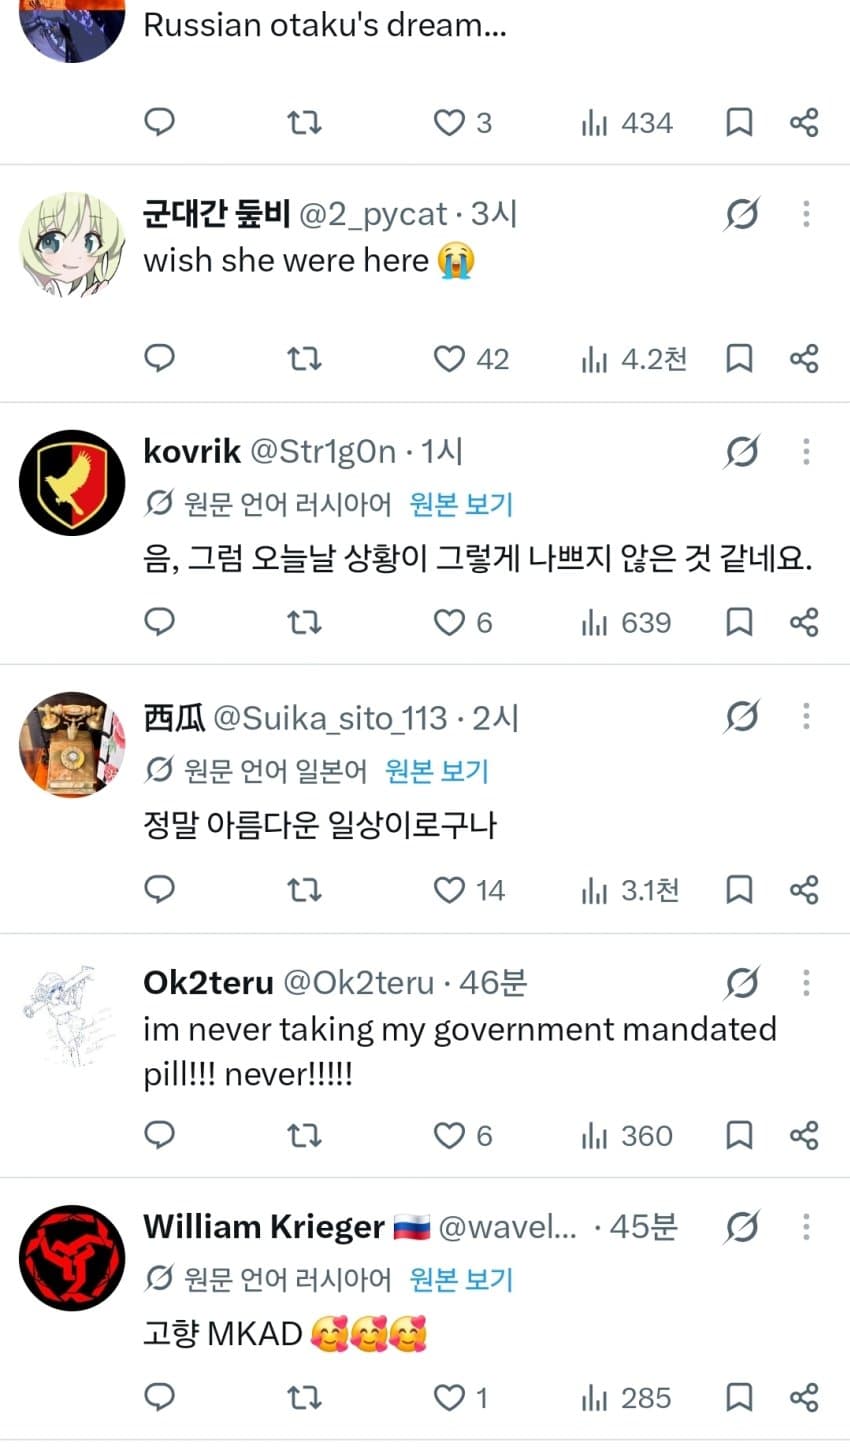 Russian otaku's dream...
3 434
군대간 둪비 @2_pycat · 3시
wish she were here 😭
42 4.2천
kovrik @Str1g0n · 1시
원문 언어 러시아어 원본 보기
음, 그럼 오늘날 상황이 그렇게 나쁘지 않은 것 같네요.
6 639
西瓜 @Suika_sito_113 · 2시
원문 언어 일본어 원본 보기
정말 아름다운 일상이로구나
14 3.1천
Ok2teru @Ok2teru · 46분
im never taking my government mandated
pill!!! never!!!!!
6 360
William Krieger 🇷🇺 @wavel... · 45분
원문 언어 러시아어 원본 보기
고향 MKAD 🥰🥰🥰
1 285